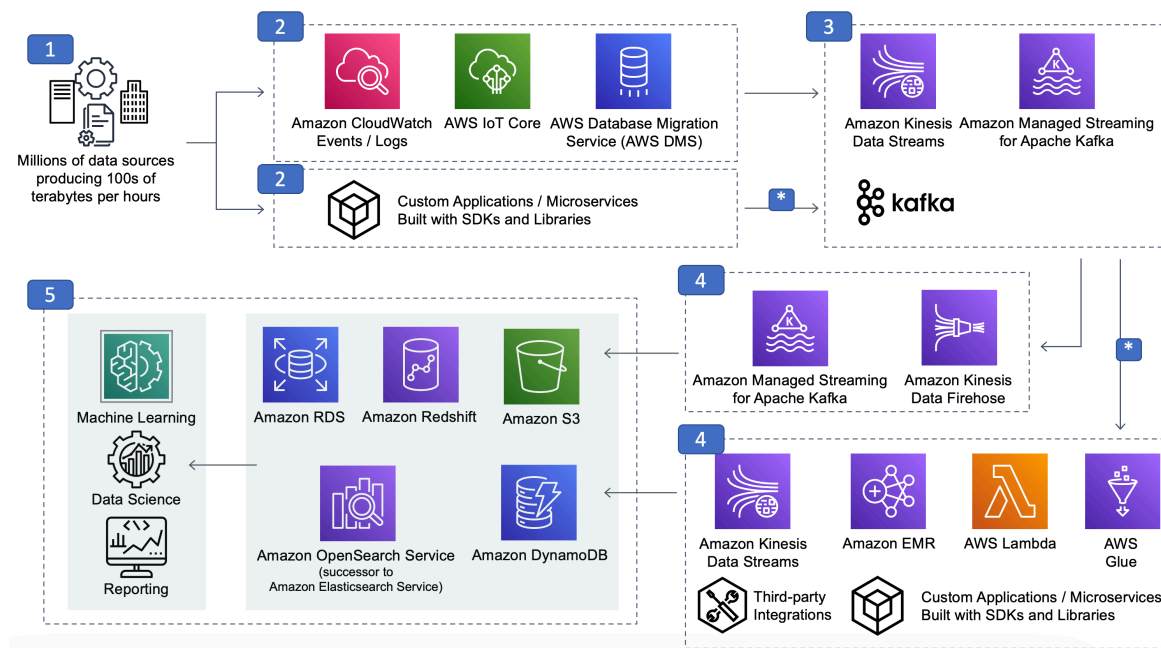 1
Millions of data sources
producing 100s of
terabytes per hours
2
Amazon CloudWatch
Events / Logs
AWS IoT Core
AWS Database Migration
Service (AWS DMS)
2
Custom Applications / Microservices
Built with SDKs and Libraries
*
3
Amazon Kinesis
Data Streams
K
Amazon Managed Streaming
for Apache Kafka
kafka
*
4
K
Amazon Managed Streaming
for Apache Kafka
Amazon Kinesis
Data Firehose
4
Amazon Kinesis
Data Streams
Amazon EMR
AWS Lambda
AWS
Glue
Third-party
Integrations
Custom Applications / Microservices
Built with SDKs and Libraries
5
Amazon RDS
Amazon Redshift
Amazon S3
Amazon OpenSearch Service
(successor to
Amazon Elasticsearch Service)
Amazon DynamoDB
Machine Learning
Data Science
Reporting